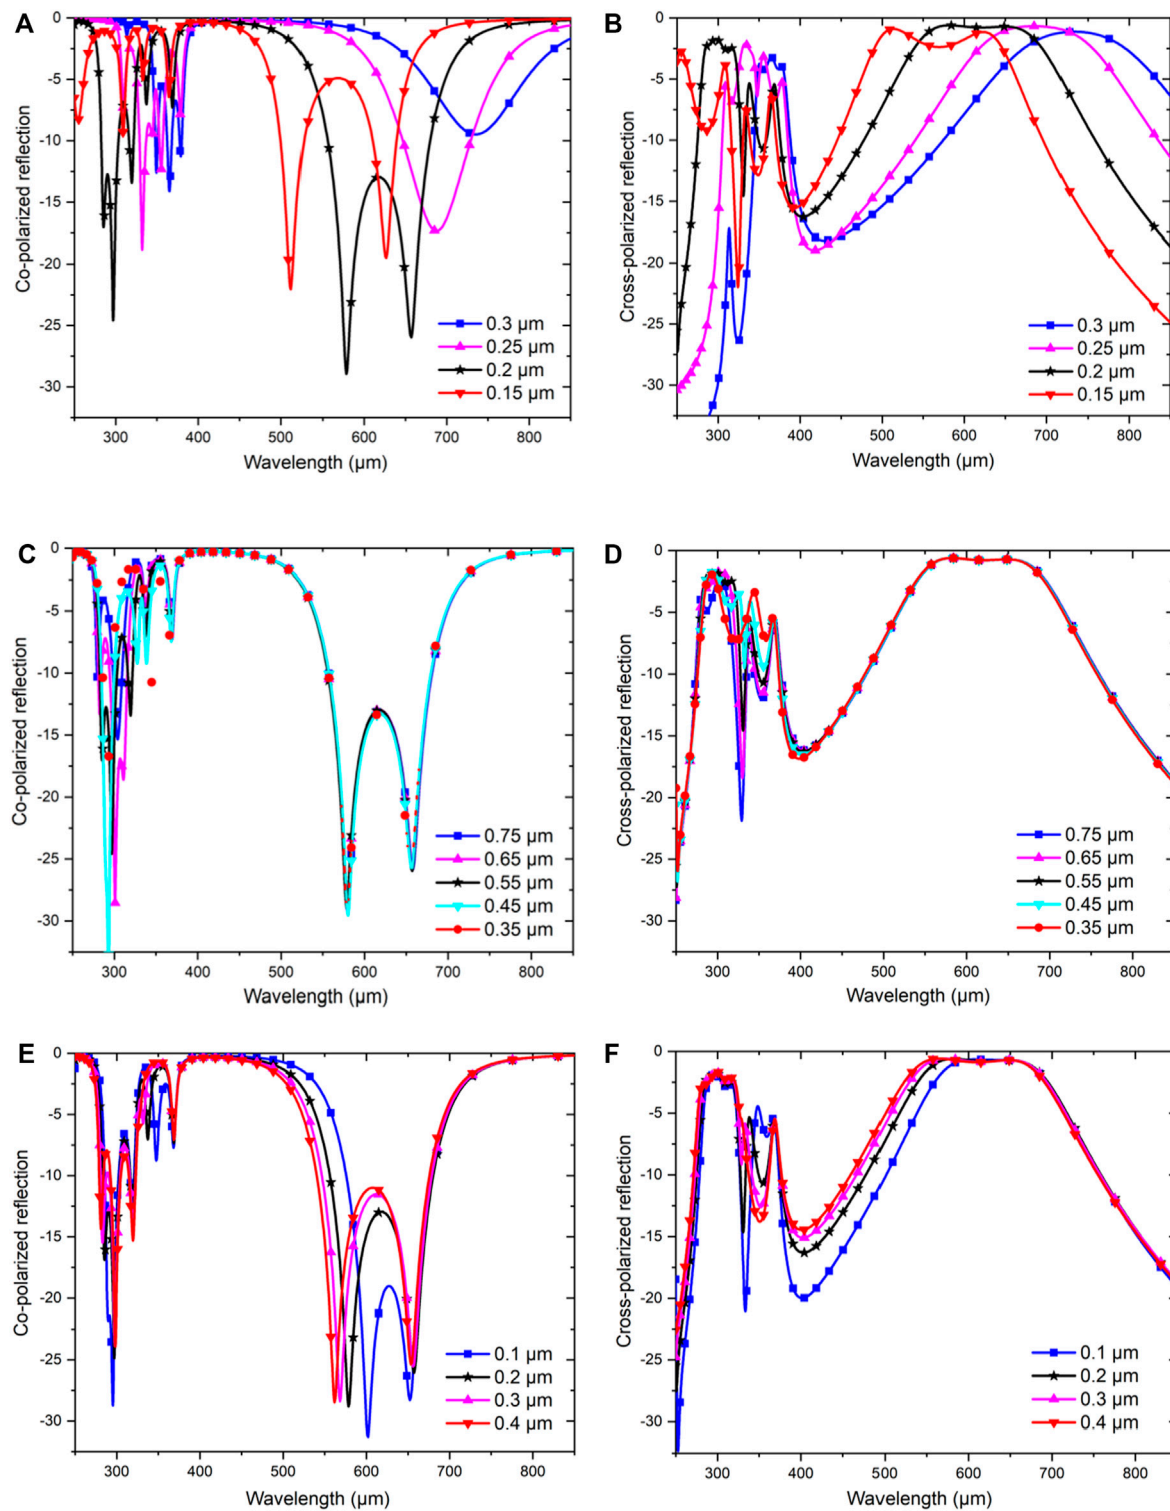 A
Co-polarized reflection
0
-5
-10
-15
-20
-25
-30
0.3 µm
0.25 µm
0.2 µm
0.15 µm
300 400 500 600 700 800
Wavelength (µm)
B
Cross-polarized reflection
0
-5
-10
-15
-20
-25
-30
0.3 µm
0.25 µm
0.2 µm
0.15 µm
300 400 500 600 700 800
Wavelength (µm)
C
Co-polarized reflection
0
-5
-10
-15
-20
-25
-30
0.75 µm
0.65 µm
0.55 µm
0.45 µm
0.35 µm
300 400 500 600 700 800
Wavelength (µm)
D
Cross-polarized reflection
0
-5
-10
-15
-20
-25
-30
0.75 µm
0.65 µm
0.55 µm
0.45 µm
0.35 µm
300 400 500 600 700 800
Wavelength (µm)
E
Co-polarized reflection
0
-5
-10
-15
-20
-25
-30
0.1 µm
0.2 µm
0.3 µm
0.4 µm
300 400 500 600 700 800
Wavelength (µm)
F
Cross-polarized reflection
0
-5
-10
-15
-20
-25
-30
0.1 µm
0.2 µm
0.3 µm
0.4 µm
300 400 500 600 700 800
Wavelength (µm)